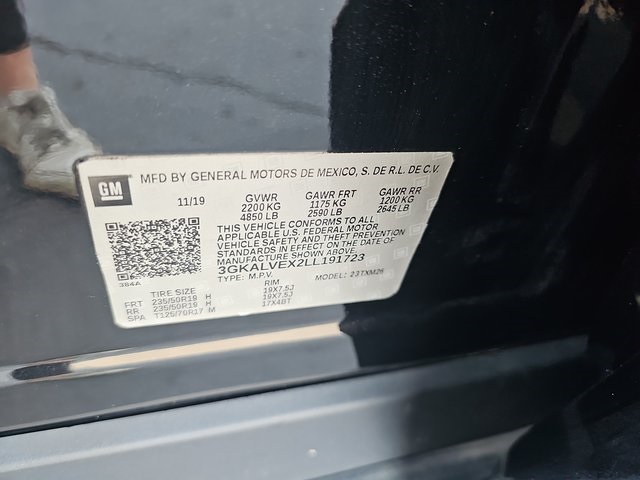 GM
MFD BY GENERAL MOTORS DE MEXICO, S. DE R.L. DE C.V.
11/19 GVWR GAWR FRT GAWR RR
2200 KG 1175 KG 1200 KG
4850 LB 2590 LB 2645 LB
THIS VEHICLE CONFORMS TO ALL
APPLICABLE U.S. FEDERAL MOTOR
VEHICLE SAFETY AND THEFT PREVENTION
STANDARDS IN EFFECT ON THE DATE OF
MANUFACTURE SHOWN ABOVE.
3GKALVEX2LL191723
384A TYPE: M.P.V. MODEL: 23TXM26
TIRE SIZE RIM
FRT 235/50R19 H 19X7.5J
RR 235/50R19 H 19X7.5J
SPA T125/70R17 M 17X4BT